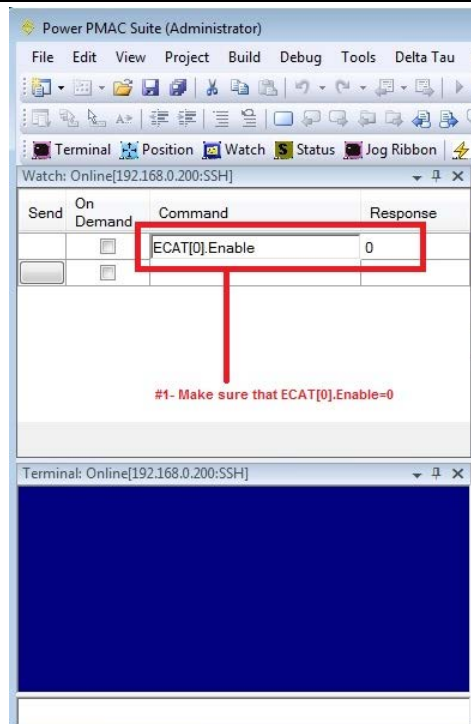 Power PMAC Suite (Administrator)
File Edit View Project Build Debug Tools Delta Tau
Terminal Position Watch S Status Jog Ribbon
Watch: Online[192.168.0.200:SSH]
Send On Demand Command Response
ECAT[0].Enable 0
#1- Make sure that ECAT[0].Enable=0
Terminal: Online[192.168.0.200:SSH]